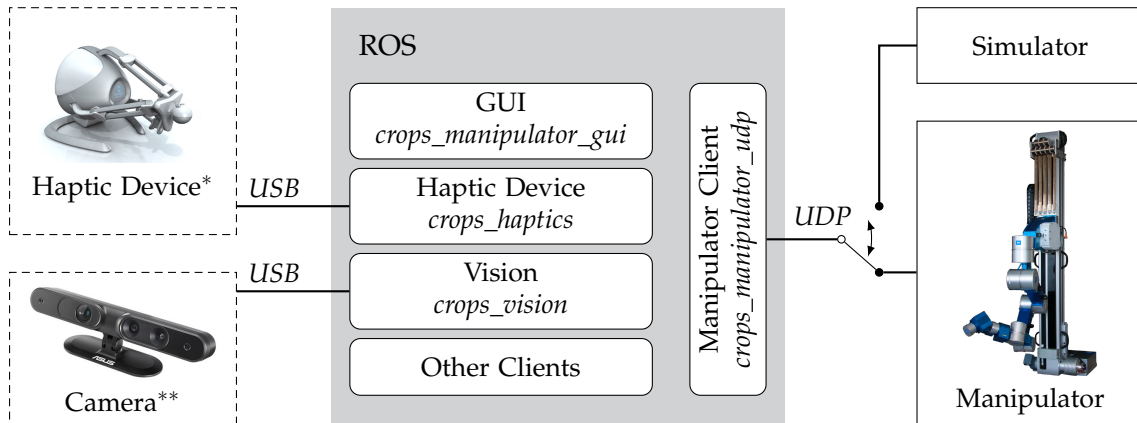 Haptic Device*
USB
ASUS
Camera**
USB
ROS
GUI
crops_manipulator_gui
Haptic Device
crops_haptics
Vision
crops_vision
Other Clients
Manipulator Client
crops_manipulator_udp
UDP
Simulator
Manipulator